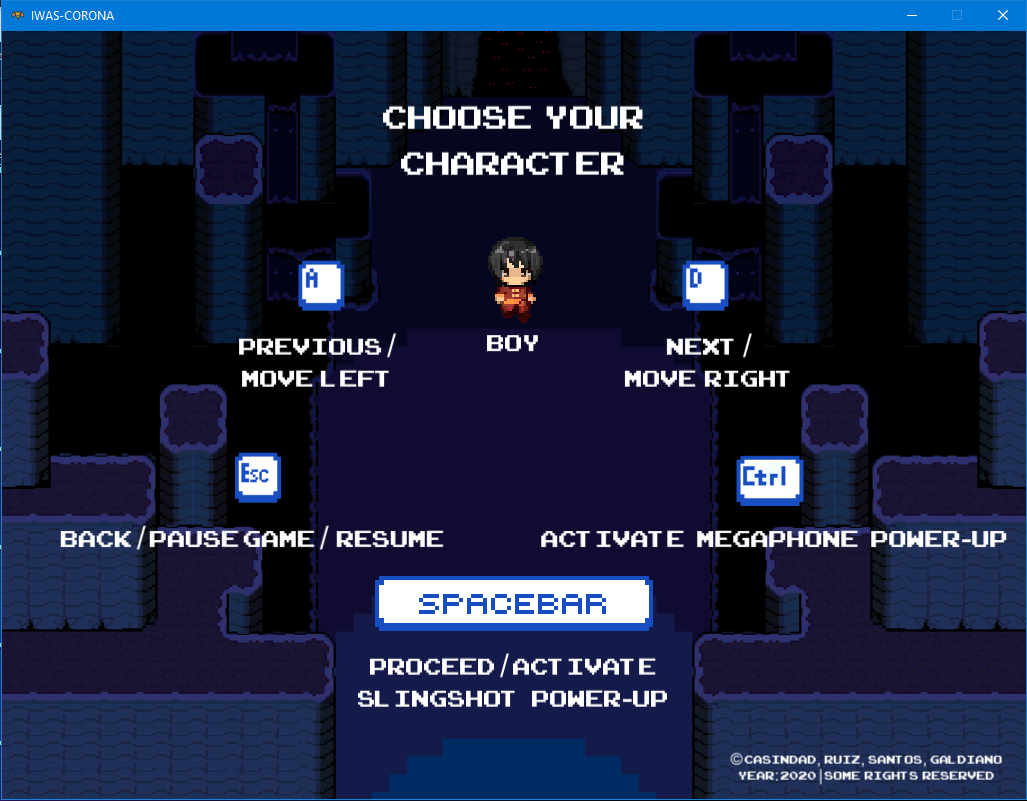 IWAS-CORONA
CHOOSE YOUR
CHARACTER
A
D
BOY
PREVIOUS/
MOVE LEFT
NEXT /
MOVE RIGHT
Esc
Ctrl
BACK/PAUSE GAME/ RESUME
ACTIVATE MEGAPHONE POWER-UP
SPACEBAR
PROCEED/ACTIVATE
SLINGSHOT POWER-UP
©CASINDAD, RUIZ, SANTOS, GALDIANO
YEAR:2020|SOME RIGHTS RESERVED